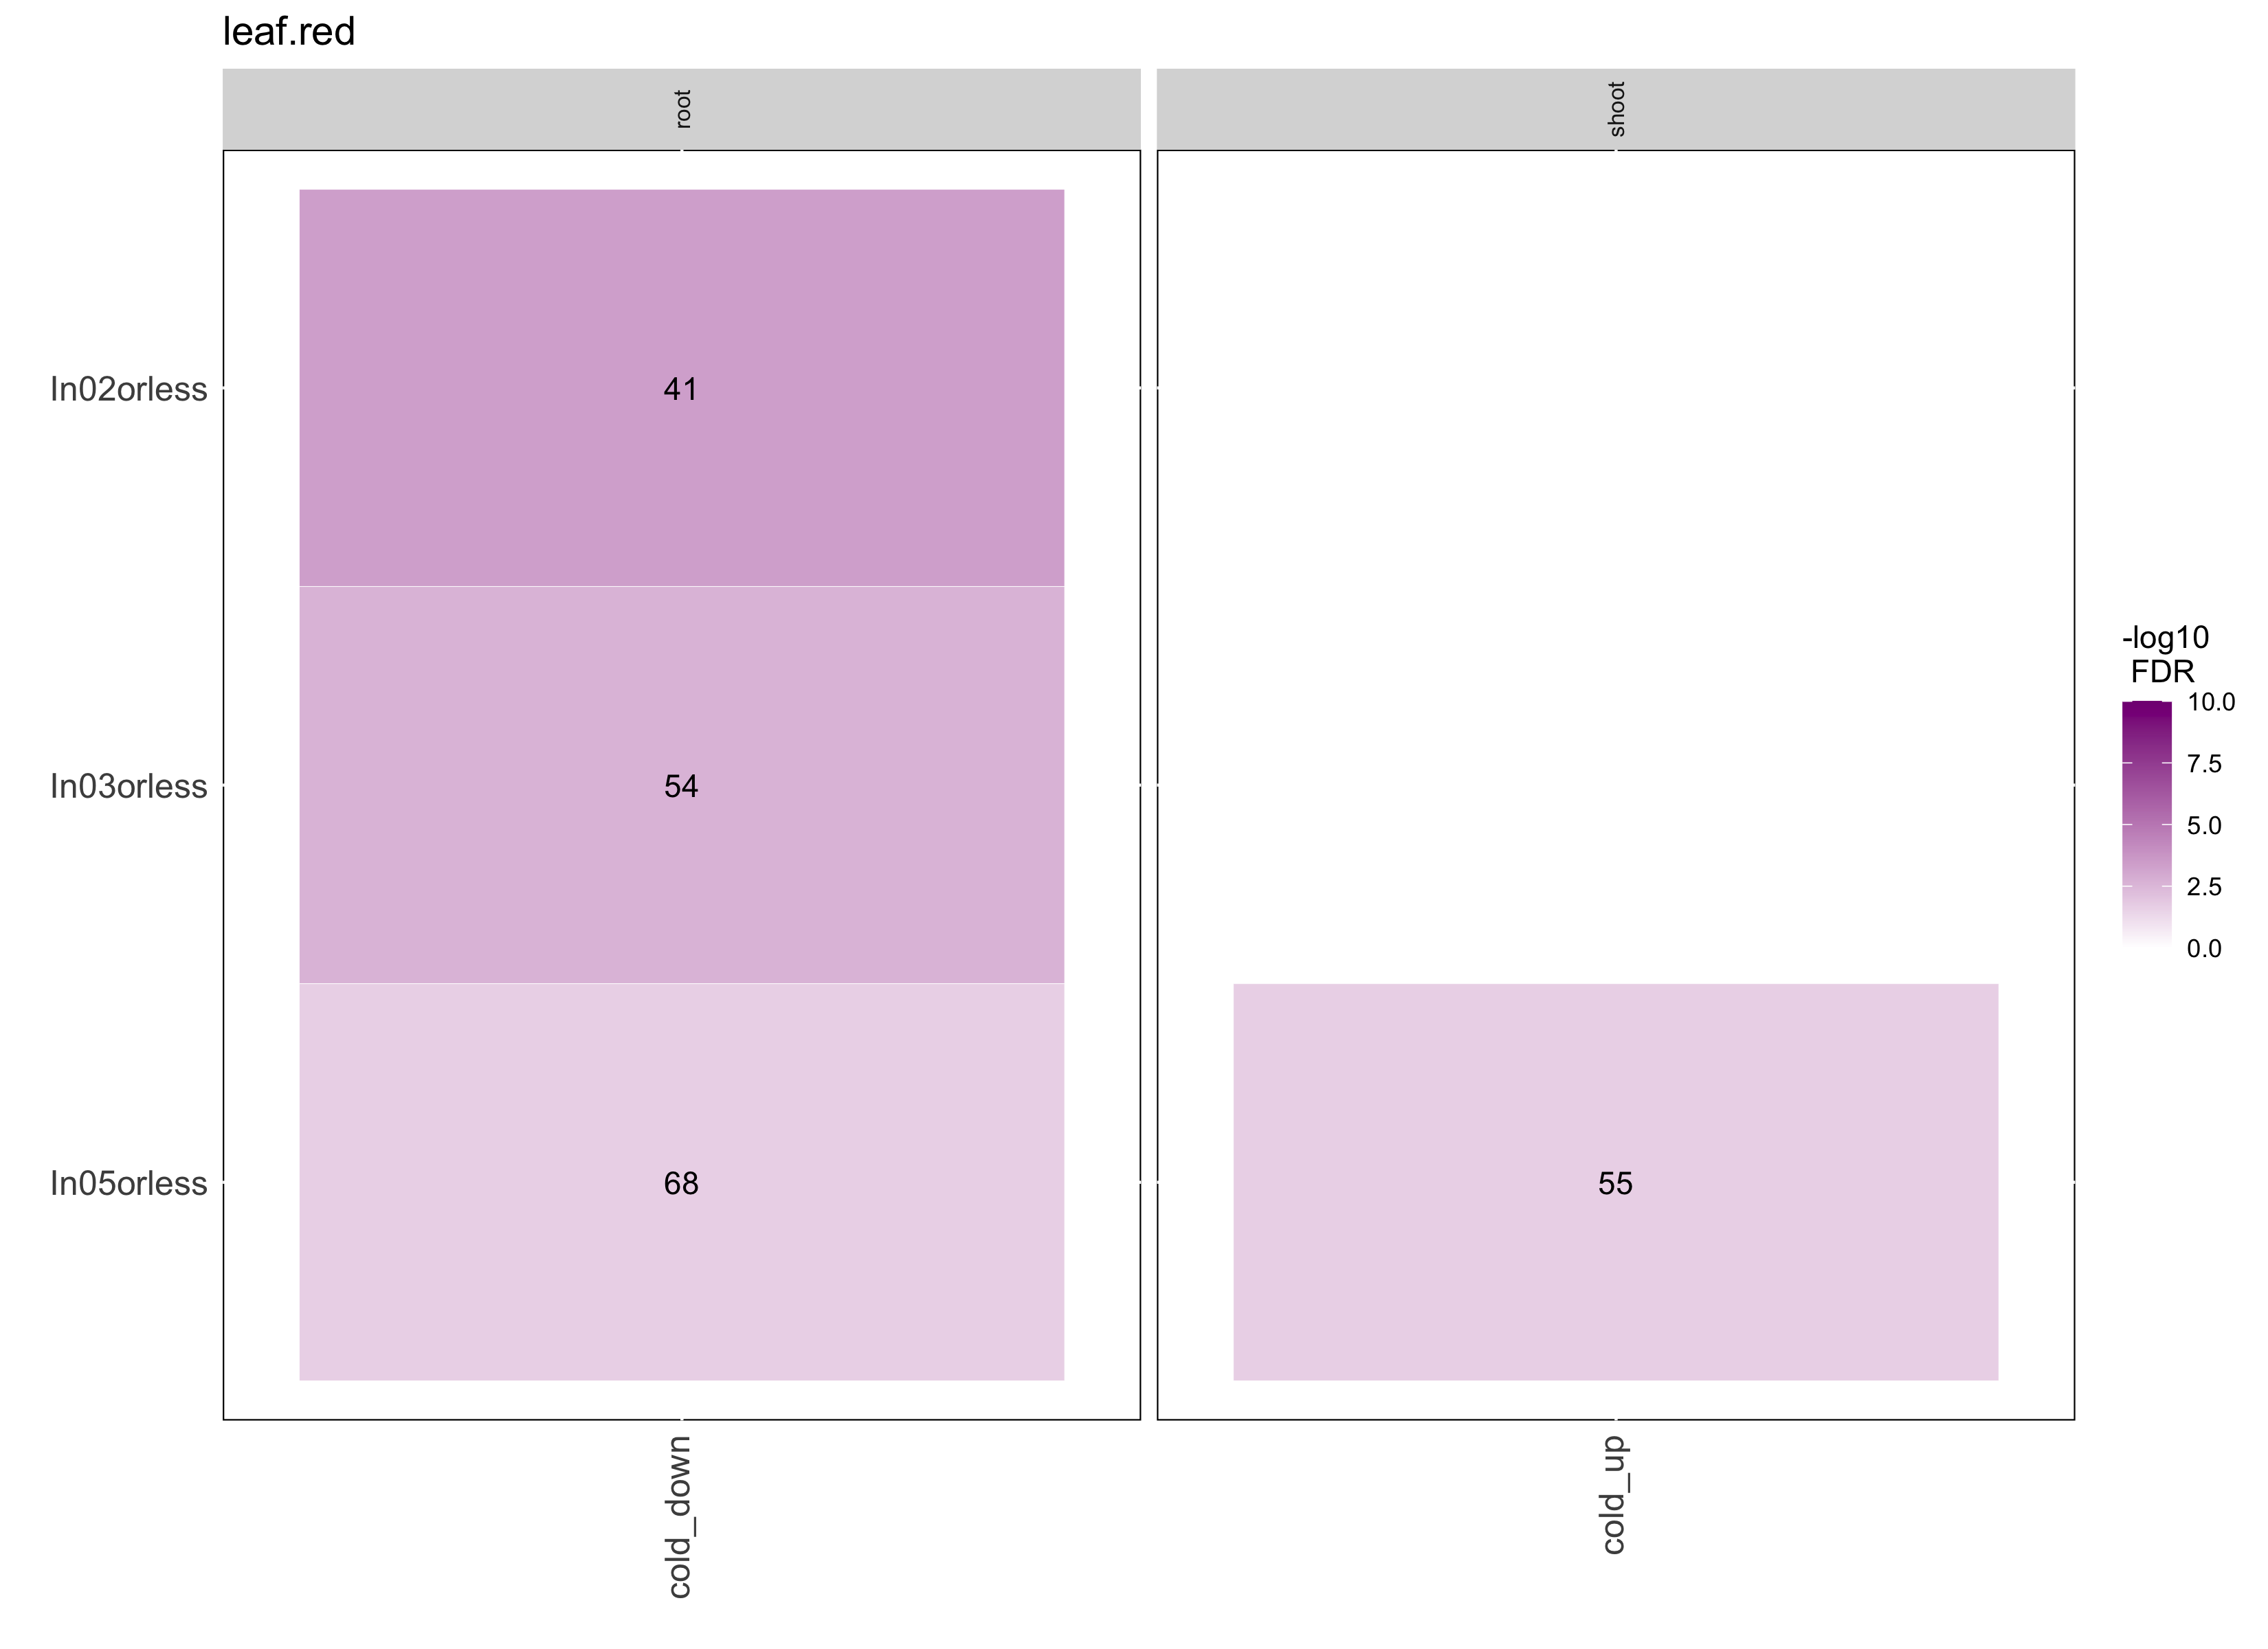 leaf.red
root
shoot
In02orless
41
In03orless
54
In05orless
68
55
cold_down
cold_up
-log10
FDR
10.0
7.5
5.0
2.5
0.0